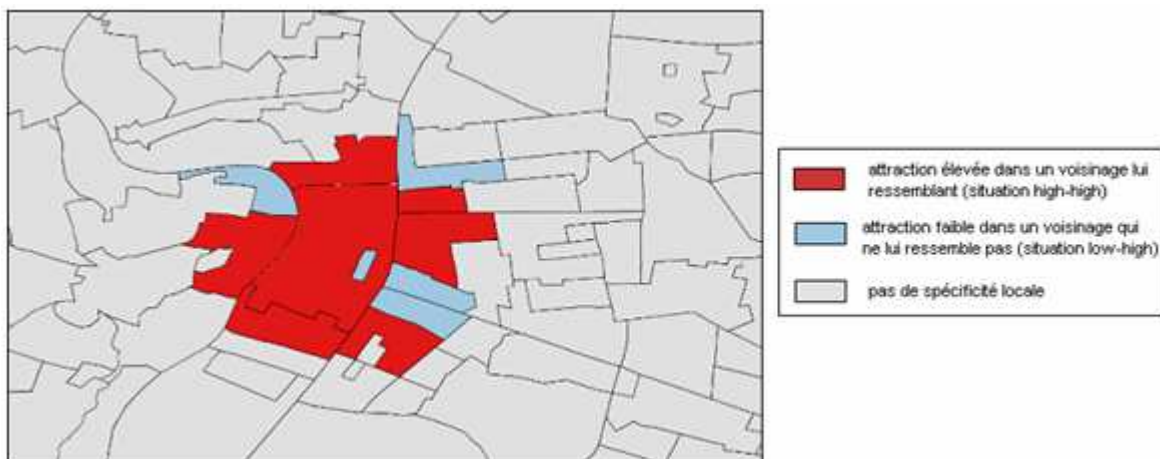 attraction élevée dans un voisinage lui
ressemblant (situation high-high)
attraction faible dans un voisinage qui
ne lui ressemble pas (situation low-high)
pas de spécificité locale